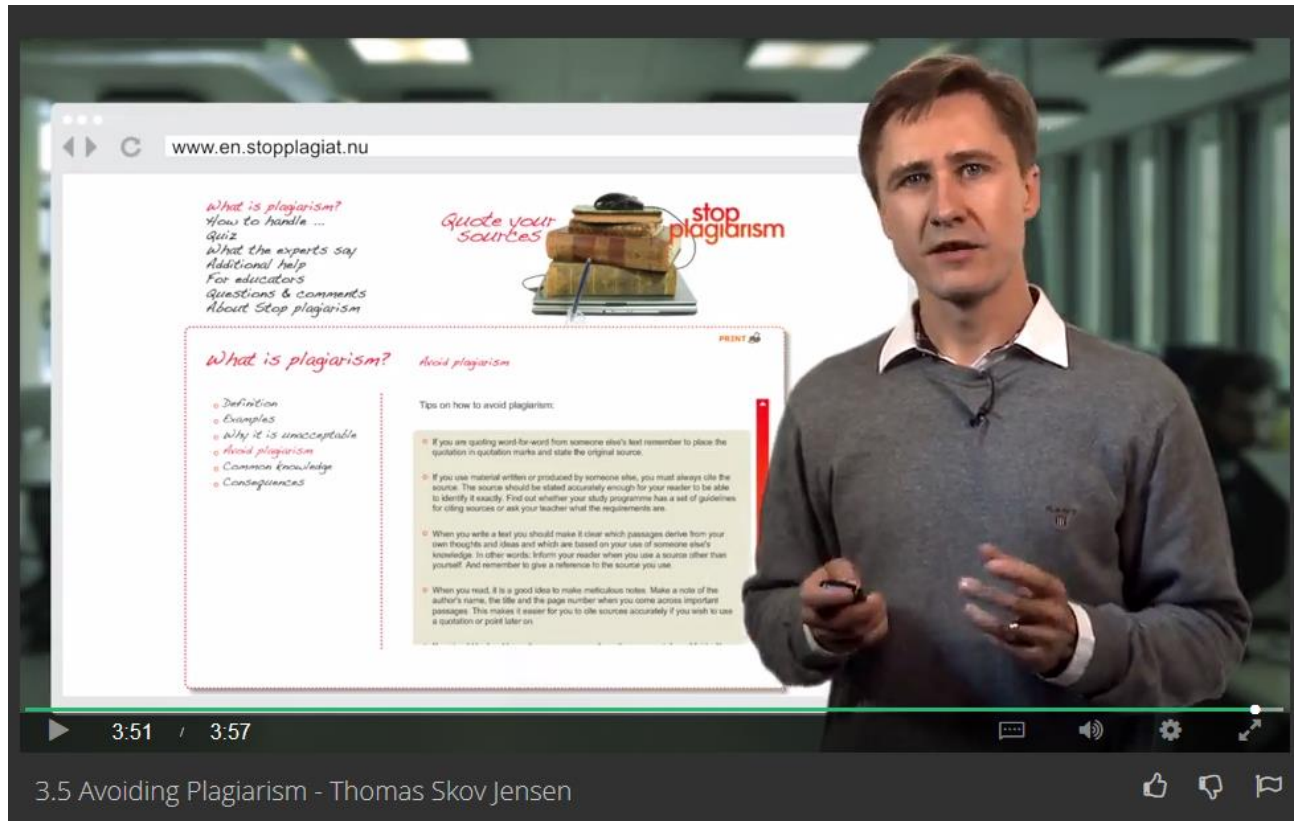 www.en.stopplagiat.nu
What is plagiarism?
How to handle ...
Quiz
What the experts say
Additional help
For educators
Questions & comments
About Stop plagiarism
Quote your
sources
stop
plagiarism
PRINT
What is plagiarism?
Avoid plagiarism
Definition
Examples
Why it is unacceptable
Avoid plagiarism
Common knowledge
Consequences
Tips on how to avoid plagiarism:
If you are quoting word-for-word from someone else's text remember to place the
quotation in quotation marks and state the original source.
If you use material written or produced by someone else, you must always cite the
source. The source should be stated accurately enough for your reader to be able
to identify it exactly. Find out whether your study programme has a set of guidelines
for citing sources or ask your teacher what the requirements are.
When you write a text you should make it clear which passages derive from your
own thoughts and ideas and which are based on your use of someone else's
knowledge. In other words: Inform your reader when you use a source other than
yourself. And remember to give a reference to the source you use.
When you read, it is a good idea to make meticulous notes. Make a note of the
author's name, the title and the page number when you come across important
passages. This makes it easier for you to cite sources accurately if you wish to use
a quotation or point later on
GANT
3:51 / 3:57
3.5 Avoiding Plagiarism - Thomas Skov Jensen